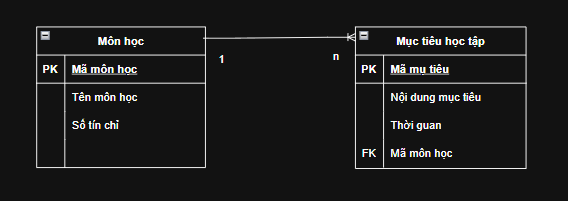 Môn học
PK Mã môn học
Tên môn học
Số tín chỉ
1
n
Mục tiêu học tập
PK Mã mụ tiêu
Nội dung mục tiêu
Thời guan
FK Mã môn học